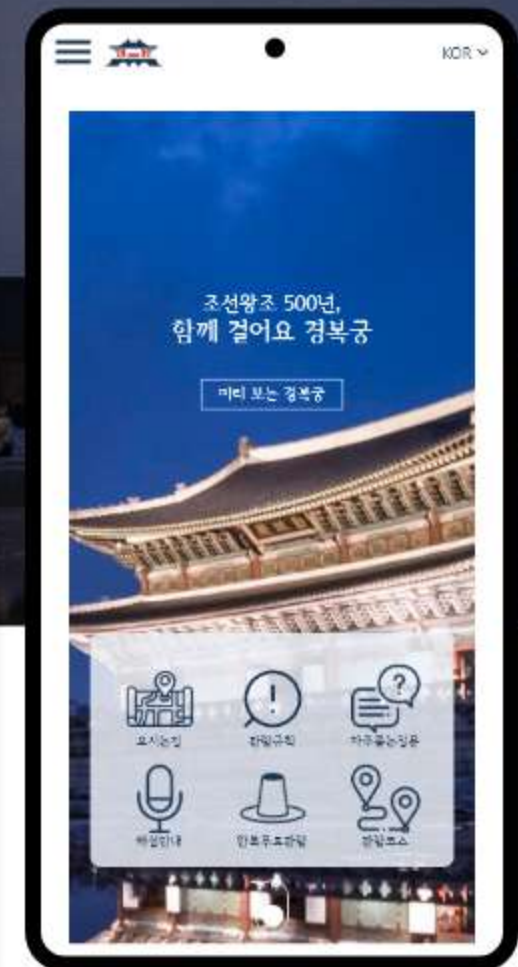 KOR
조선왕조 500년,
함께 걸어요 경복궁
미리 보는 경복궁
오시는길
관람규칙
자주묻는질문
해설안내
한복무료관람
관람코스